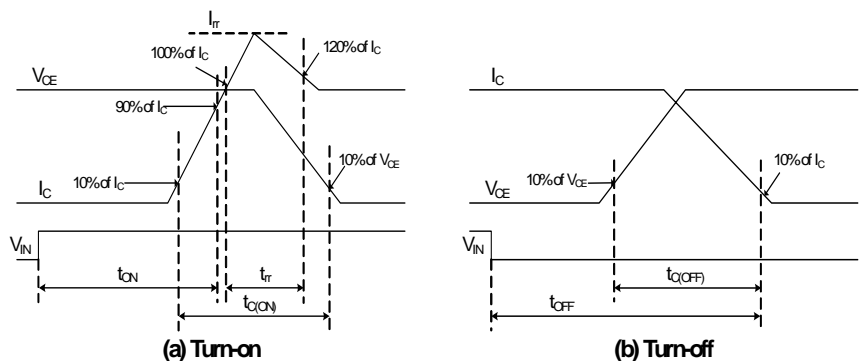 Irr
100% of IC
120% of IC
VCE
90% of IC
10% of IC
10% of VCE
IC
VIN
tON
trr
tC(ON)
(a) Turn-on
IC
10% of VCE
10% of IC
VCE
VIN
tC(OFF)
tOFF
(b) Turn-off